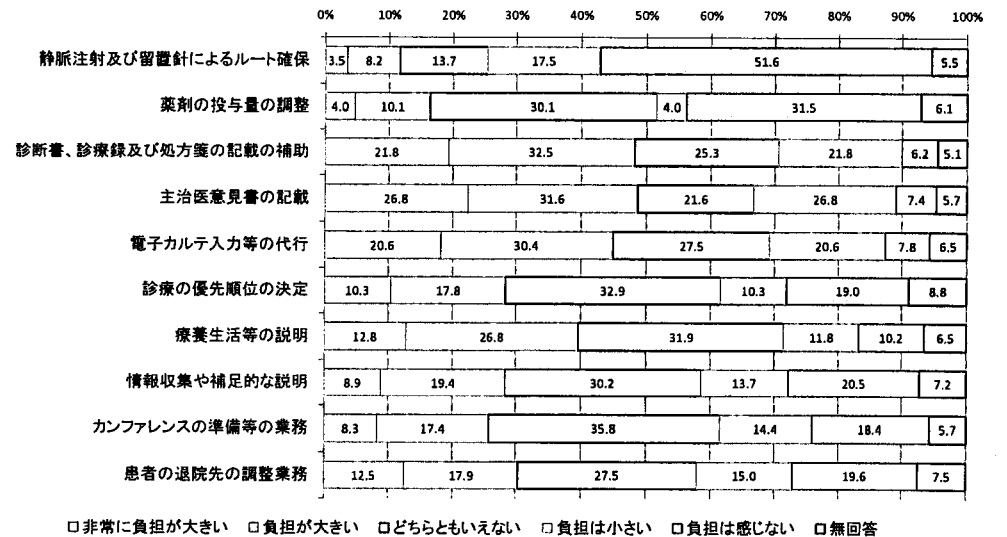 0% 10% 20% 30% 40% 50% 60% 70% 80% 90% 100%
静脈注射及び留置針によるルート確保 3.5 8.2 13.7 17.5 51.6 5.5
薬剤の投与量の調整 4.0 10.1 30.1 4.0 31.5 6.1
診断書、診療録及び処方箋の記載の補助 21.8 32.5 25.3 21.8 6.2 5.1
主治医意見書の記載 26.8 31.6 21.6 26.8 7.4 5.7
電子カルテ入力等の代行 20.6 30.4 27.5 20.6 7.8 6.5
診療の優先順位の決定 10.3 17.8 32.9 10.3 19.0 8.8
療養生活等の説明 12.8 26.8 31.9 11.8 10.2 6.5
情報収集や補足的な説明 8.9 19.4 30.2 13.7 20.5 7.2
カンファレンスの準備等の業務 8.3 17.4 35.8 14.4 18.4 5.7
患者の退院先の調整業務 12.5 17.9 27.5 15.0 19.6 7.5
□非常に負担が大きい □負担が大きい □どちらともいえない □負担は小さい □負担は感じない □無回答